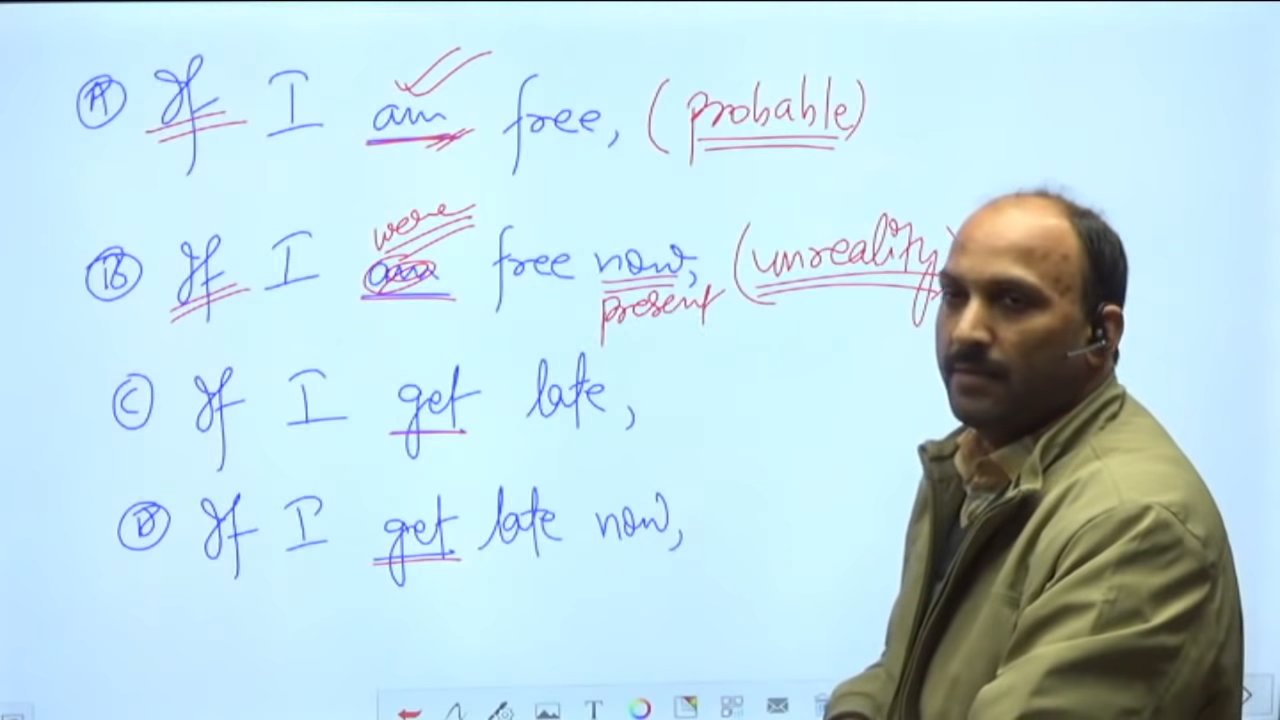 (A) If I am free, (probable)
were
(B) If I am free now, (unreality)
present
(C) If I get late,
(D) If I get late now,
T